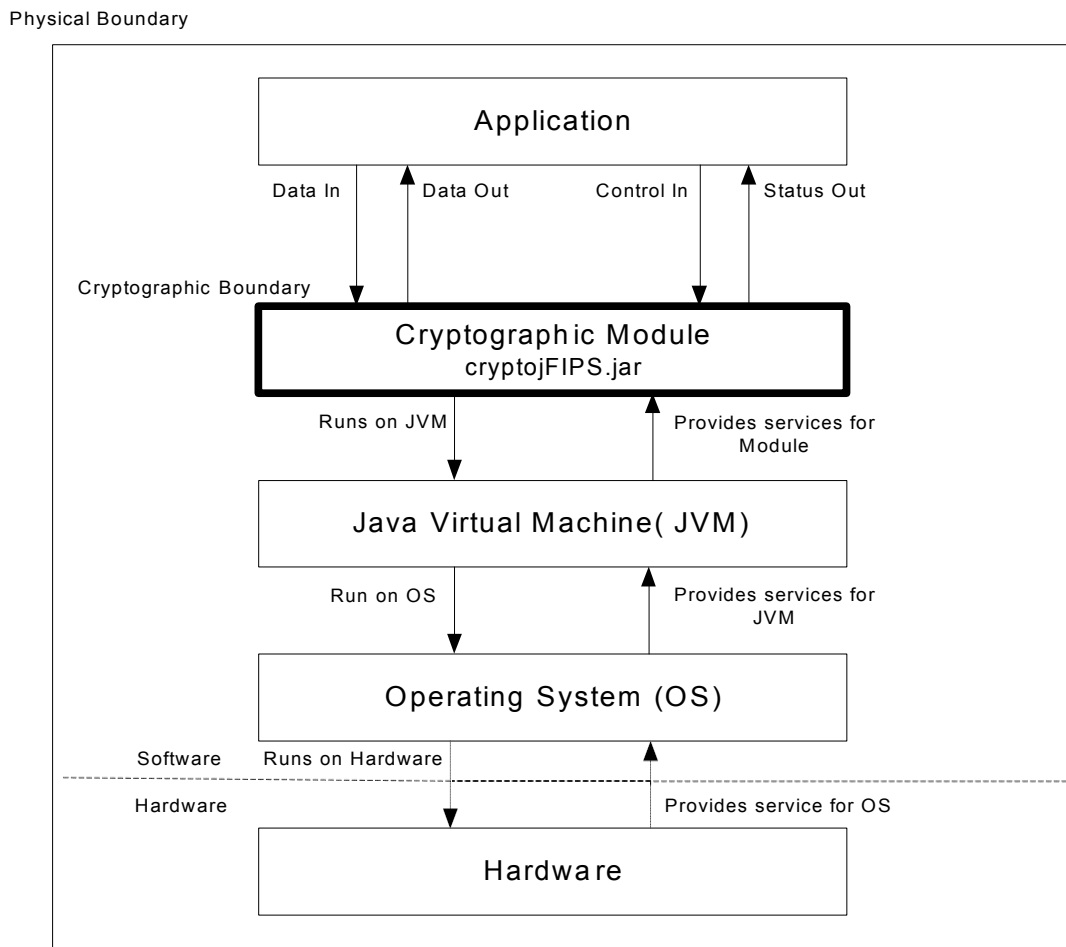 Physical Boundary
Application
Data In
Data Out
Control In
Status Out
Cryptographic Boundary
Cryptographic Module
cryptojFIPS.jar
Runs on JVM
Provides services for
Module
Java Virtual Machine( JVM)
Run on OS
Provides services for
JVM
Operating System (OS)
Software
Runs on Hardware
Hardware
Provides service for OS
Hardware